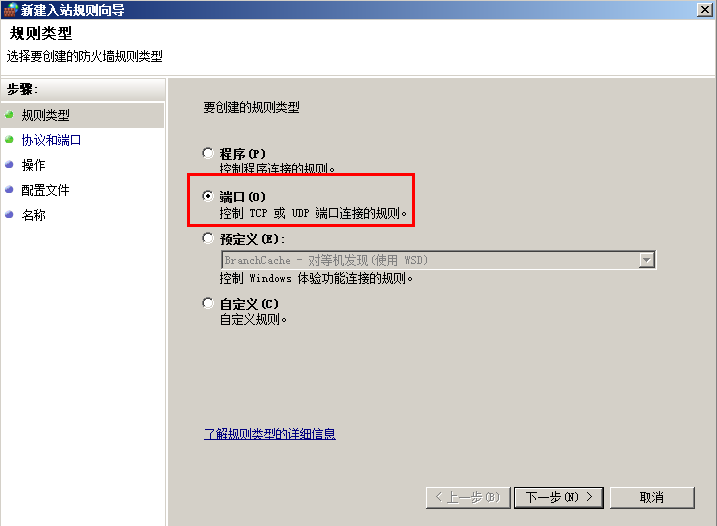 新建入站规则向导
规则类型
选择要创建的防火墙规则类型
步骤:
规则类型
协议和端口
操作
配置文件
名称
要创建的规则类型
程序(P)
控制程序连接的规则。
端口(O)
控制 TCP 或 UDP 端口连接的规则。
预定义(E):
BranchCache - 对等机发现(使用 WSD)
控制 Windows 体验功能连接的规则。
自定义(C)
自定义规则。
了解规则类型的详细信息
< 上一步(B)
下一步(N) >
取消